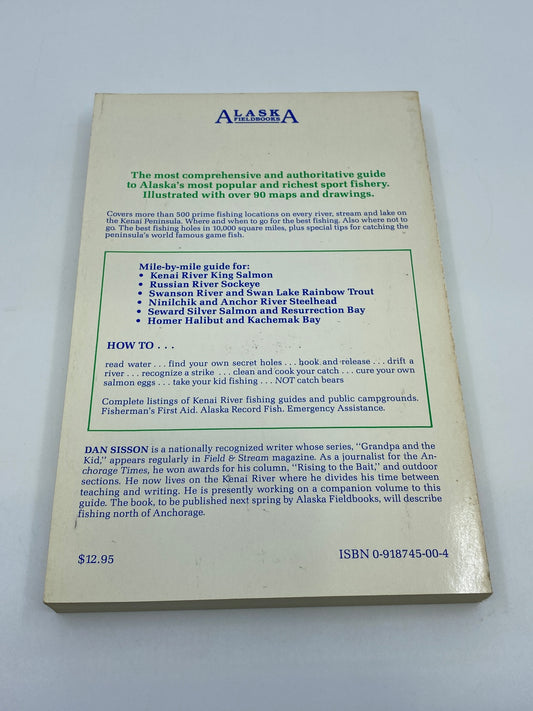 ALASKA
FIELDBOOKS
The most comprehensive and authoritative guide
to Alaska's most popular and richest sport fishery.
Illustrated with over 90 maps and drawings.
Covers more than 500 prime fishing locations on every river, stream and lake on
the Kenai Peninsula. Where and when to go for the best fishing. Also where not to
go. The best fishing holes in 10,000 square miles, plus special tips for catching the
peninsula's world famous game fish.
Mile-by-mile guide for:
• Kenai River King Salmon
• Russian River Sockeye
• Swanson River and Swan Lake Rainbow Trout
• Ninilchik and Anchor River Steelhead
• Seward Silver Salmon and Resurrection Bay
• Homer Halibut and Kachemak Bay
HOW TO . . .
read water . . . find your own secret holes . . . hook and release . . . drift a
river . . . recognize a strike . . . clean and cook your catch . . . cure your own
salmon eggs . . . take your kid fishing . . . NOT catch bears
Complete listings of Kenai River fishing guides and public campgrounds.
Fisherman's First Aid. Alaska Record Fish. Emergency Assistance.
DAN SISSON is a nationally recognized writer whose series, "Grandpa and the
Kid," appears regularly in Field & Stream magazine. As a journalist for the An-
chorage Times, he won awards for his column, "Rising to the Bait," and outdoor
sections. He now lives on the Kenai River where he divides his time between
teaching and writing. He is presently working on a companion volume to this
guide. The book, to be published next spring by Alaska Fieldbooks, will describe
fishing north of Anchorage.
$12.95
ISBN 0-918745-00-4